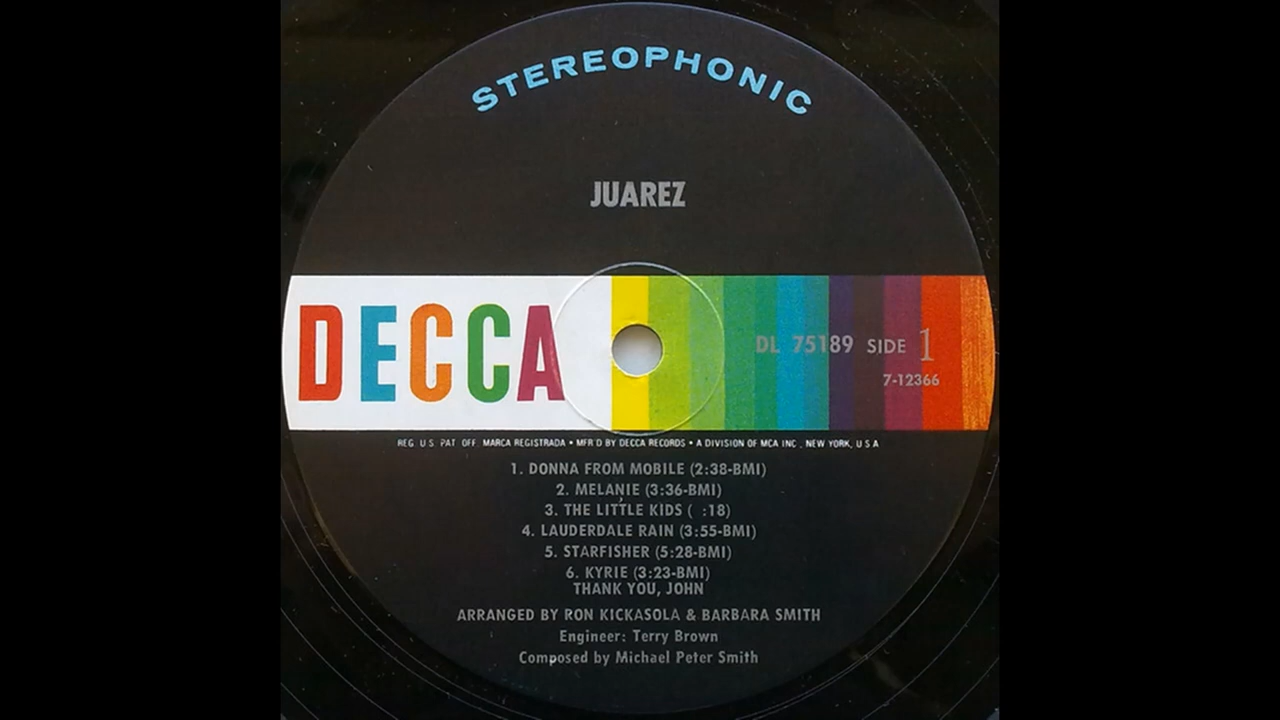 STEREOPHONIC
JUAREZ
DECCA
DL 75189 SIDE 1
7-12366
REG. U.S. PAT. OFF. MARCA REGISTRADA • MFR'D BY DECCA RECORDS • A DIVISION OF MCA INC., NEW YORK, U.S.A
1. DONNA FROM MOBILE (2:38-BMI)
2. MELANIE (3:36-BMI)
3. THE LITTLE KIDS ( :18)
4. LAUDERDALE RAIN (3:55-BMI)
5. STARFISHER (5:28-BMI)
6. KYRIE (3:23-BMI)
THANK YOU, JOHN
ARRANGED BY RON KICKASOLA & BARBARA SMITH
Engineer: Terry Brown
Composed by Michael Peter Smith